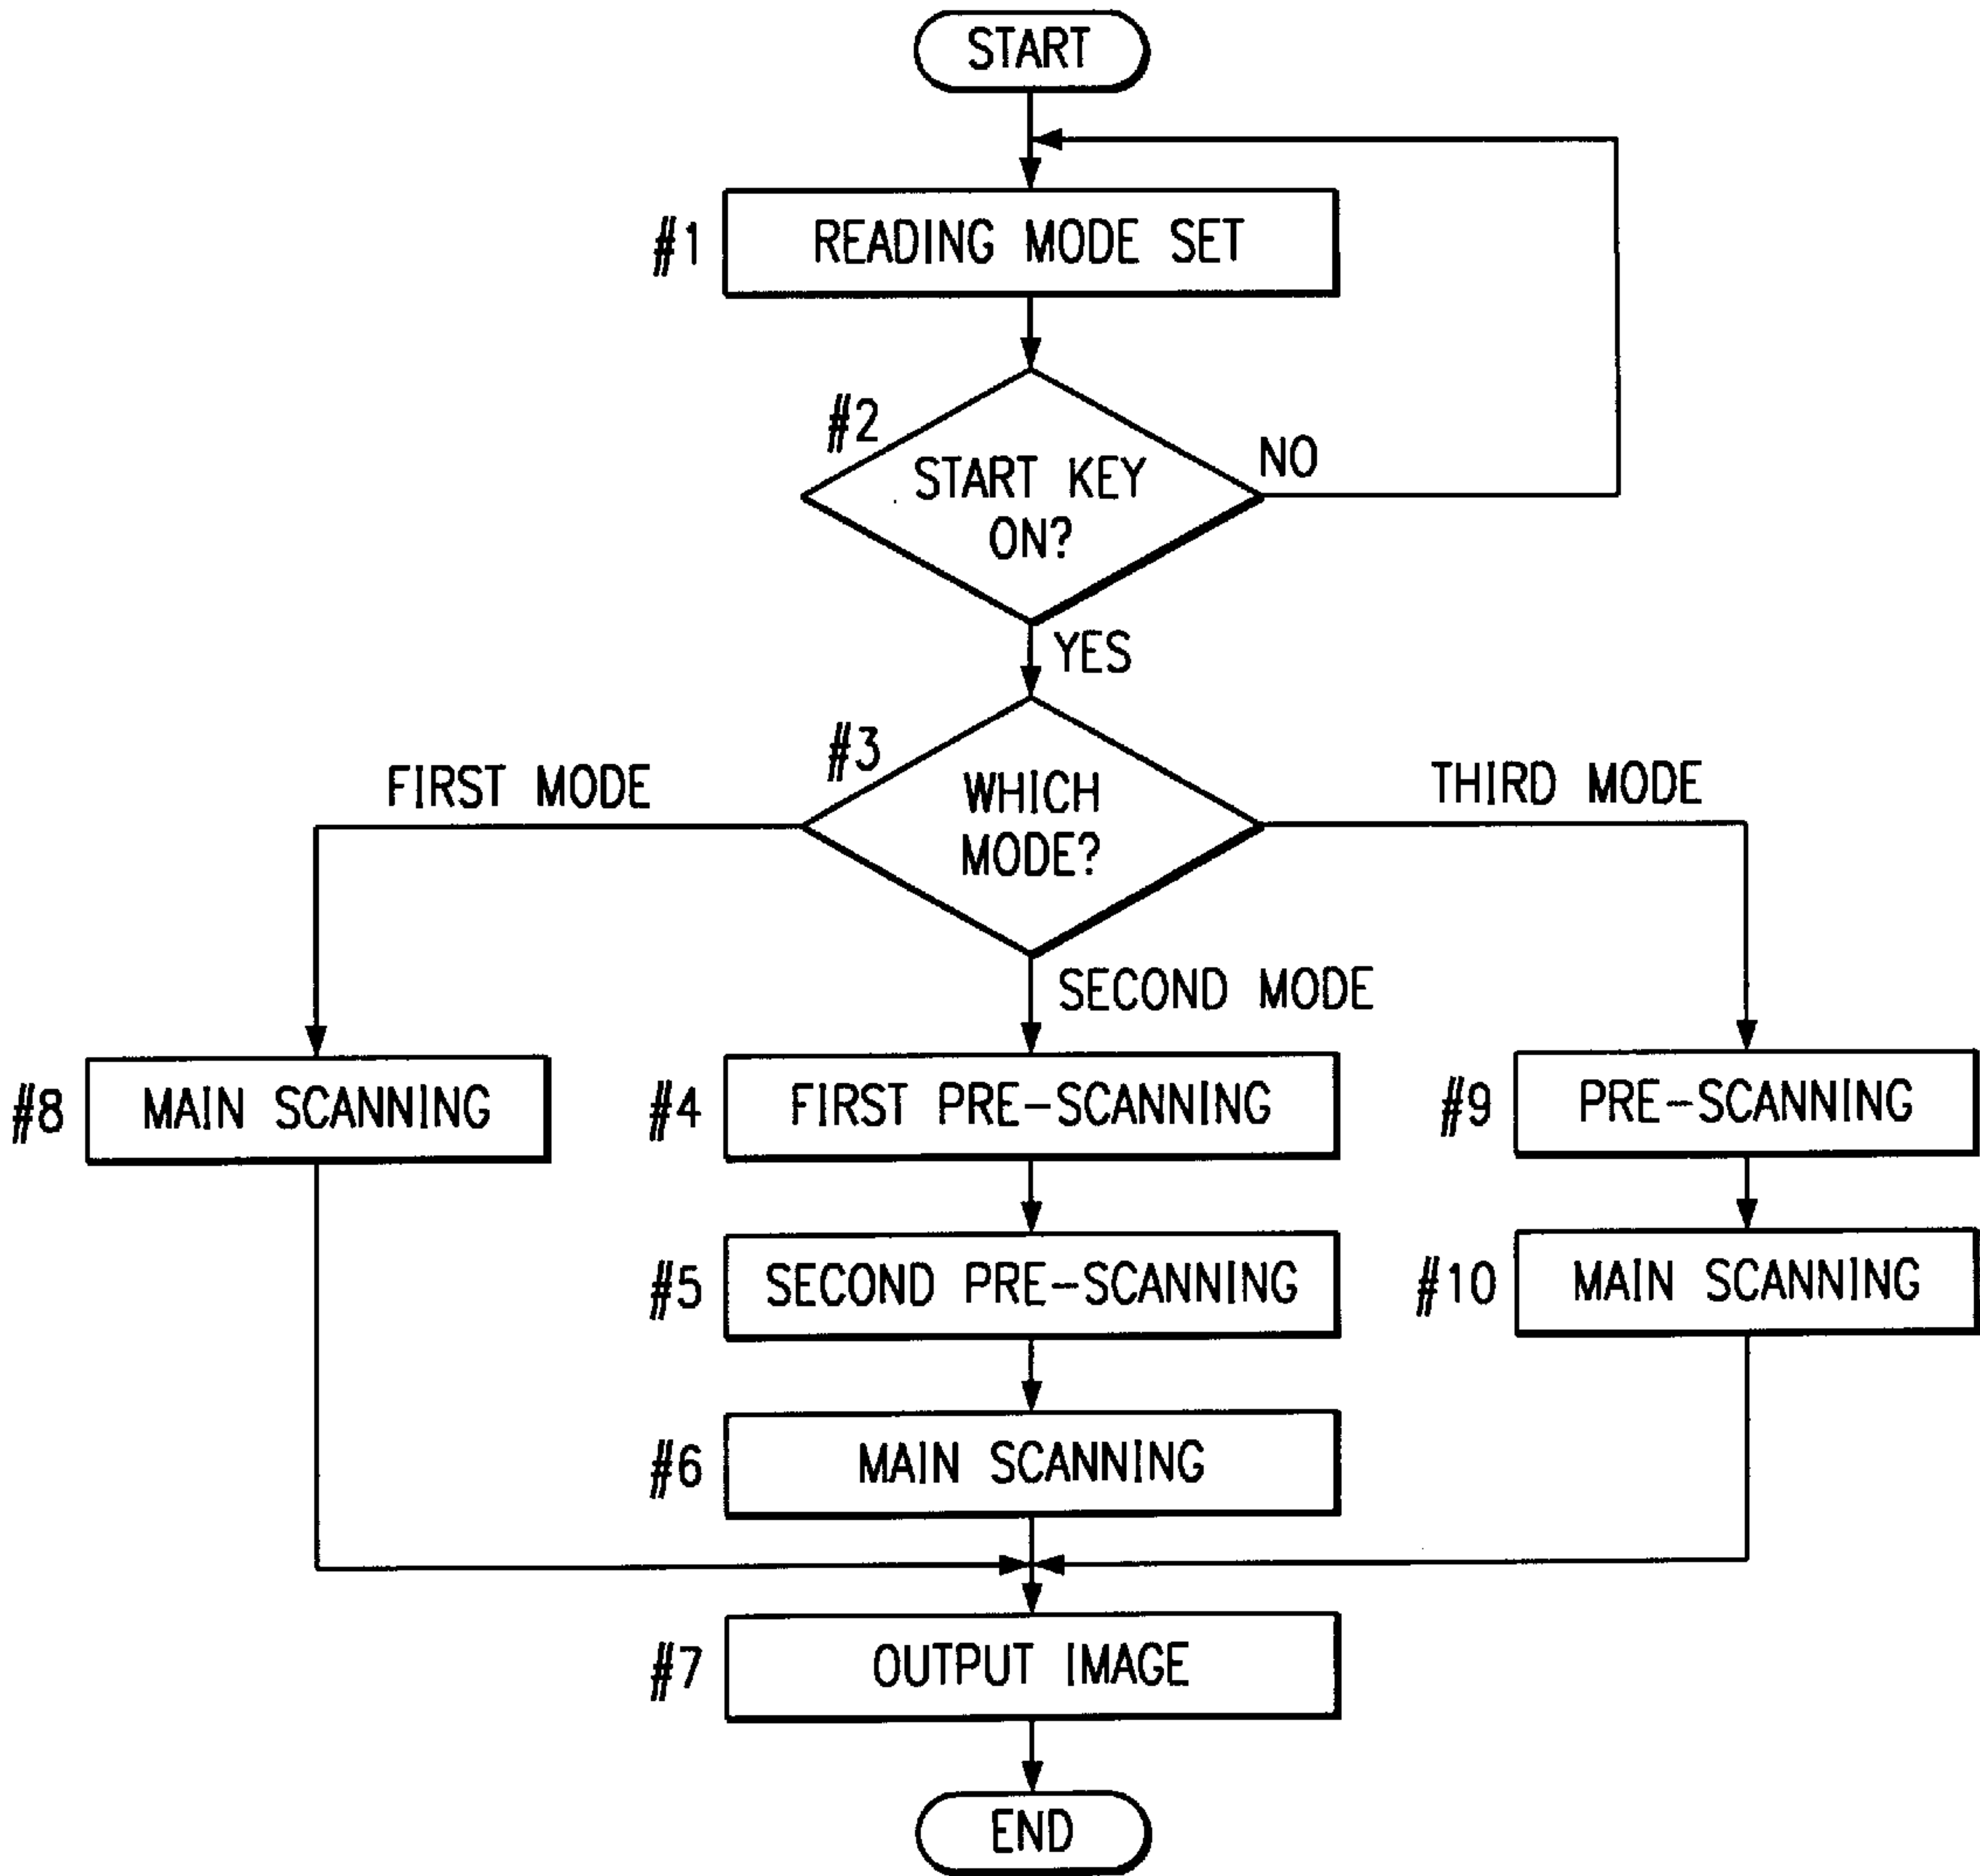 START
#1
READING MODE SET
#2
START KEY
ON?
NO
YES
#3
WHICH
MODE?
FIRST MODE
THIRD MODE
SECOND MODE
#8
MAIN SCANNING
#4
FIRST PRE-SCANNING
#9
PRE-SCANNING
#5
SECOND PRE-SCANNING
#10
MAIN SCANNING
#6
MAIN SCANNING
#7
OUTPUT IMAGE
END